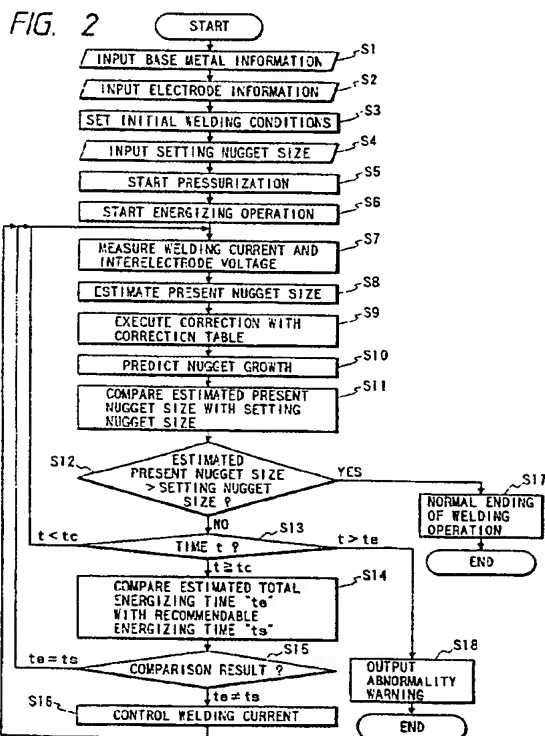 FIG. 2
START
S1
INPUT BASE METAL INFORMATION
S2
INPUT ELECTRODE INFORMATION
S3
SET INITIAL WELDING CONDITIONS
S4
INPUT SETTING NUGGET SIZE
S5
START PRESSURIZATION
S6
START ENERGIZING OPERATION
S7
MEASURE WELDING CURRENT AND
INTERELECTRODE VOLTAGE
S8
ESTIMATE PRESENT NUGGET SIZE
S9
EXECUTE CORRECTION WITH
CORRECTION TABLE
S10
PREDICT NUGGET GROWTH
S11
COMPARE ESTIMATED PRESENT
NUGGET SIZE WITH SETTING
NUGGET SIZE
S12
ESTIMATED
PRESENT NUGGET SIZE
> SETTING NUGGET
SIZE ?
YES
S17
NORMAL ENDING
OF WELDING
OPERATION
END
NO
S13
t<tc
TIME t ?
t>te
t≧tc
S14
COMPARE ESTIMATED TOTAL
ENERGIZING TIME "te"
WITH RECOMMENDABLE
ENERGIZING TIME "ts"
S15
te=ts
COMPARISON RESULT ?
S18
OUTPUT
ABNORMALITY
WARNING
te≠ts
S16
CONTROL WELDING CURRENT
END